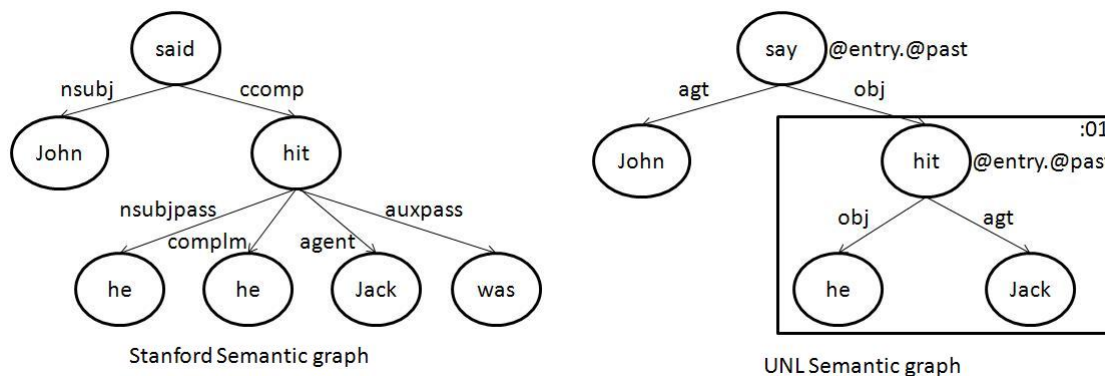 said
say @entry.@past
nsubj ccomp
agt obj
John hit
John hit @entry.@past
:01
nsubjpass complm agent auxpass
obj agt
he he Jack was
he Jack
Stanford Semantic graph
UNL Semantic graph